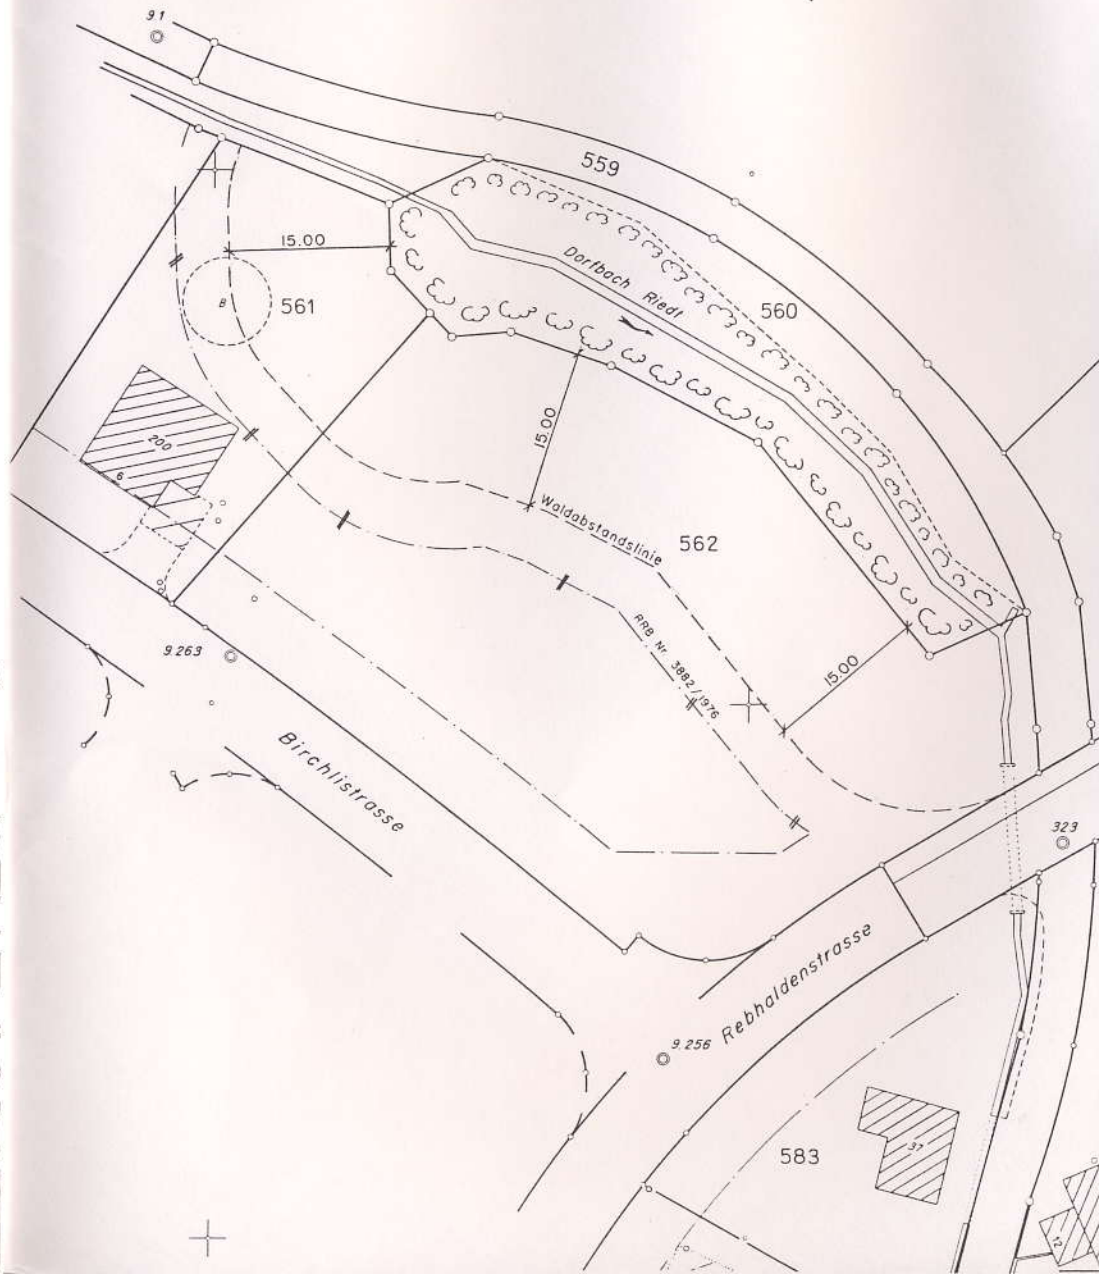 9.1
559
15.00
Dorfbach Riedt
B
561
560
15.00
200
6
Waldabstandslinie
562
RRB Nr. 3882/1976
15.00
9.263
Birchlistrasse
323
Rebhaldenstrasse
9.256
583
37
12